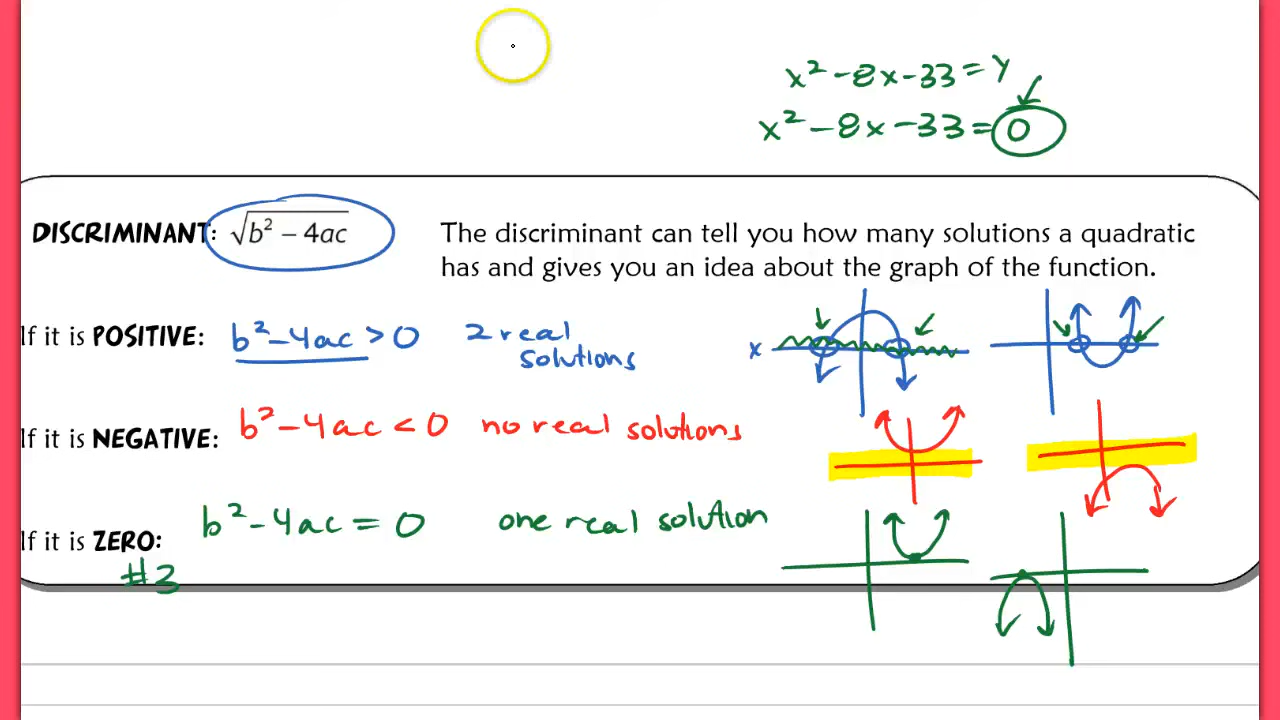 x² - 8x - 33 = y
x² - 8x - 33 = 0
DISCRIMINANT: √b² – 4ac
The discriminant can tell you how many solutions a quadratic
has and gives you an idea about the graph of the function.
If it is POSITIVE: b² - 4ac > 0 2 real
solutions
x
If it is NEGATIVE: b² - 4ac < 0 no real solutions
If it is ZERO: b² - 4ac = 0 one real solution
#3